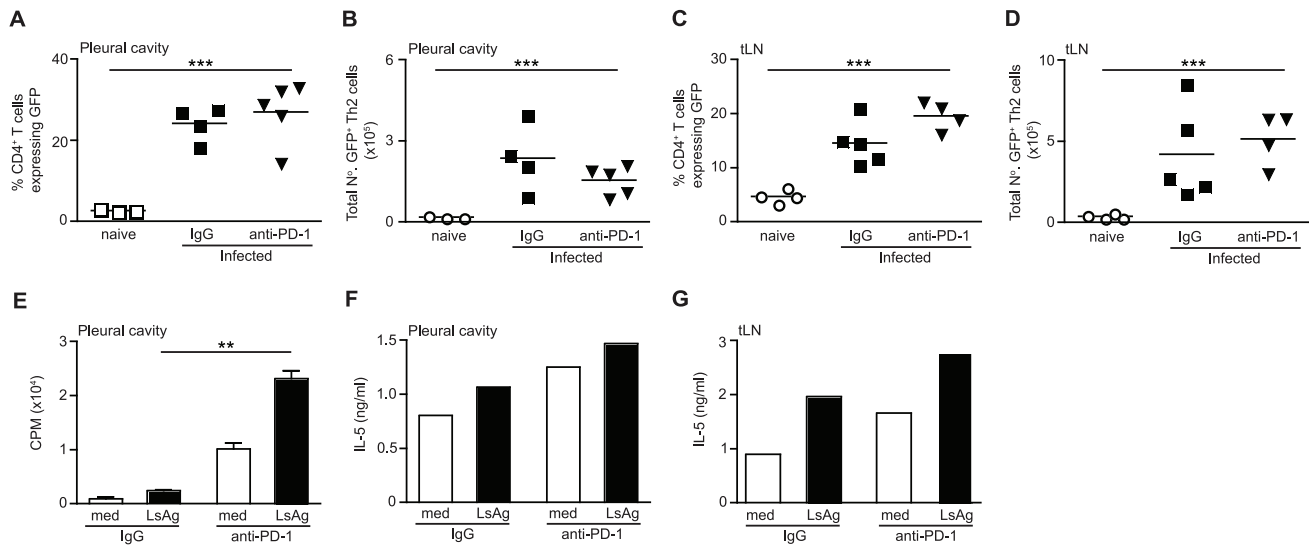 A
Pleural cavity
***
% CD4⁺ T cells
expressing GFP
40
20
0
naive
IgG
anti-PD-1
Infected
B
Pleural cavity
***
Total Nº. GFP⁺ Th2 cells
(x10⁵)
6
3
0
naive
IgG
anti-PD-1
Infected
C
tLN
***
% CD4⁺ T cells
expressing GFP
30
20
10
0
naive
IgG
anti-PD-1
Infected
D
tLN
***
Total Nº. GFP⁺ Th2 cells
(x10⁵)
10
5
0
naive
IgG
anti-PD-1
Infected
E
Pleural cavity
**
CPM (x10⁴)
3
2
1
0
med LsAg med LsAg
IgG anti-PD-1
F
Pleural cavity
IL-5 (ng/ml)
1.5
1.0
0.5
0
med LsAg med LsAg
IgG anti-PD-1
G
tLN
IL-5 (ng/ml)
3
2
1
0
med LsAg med LsAg
IgG anti-PD-1